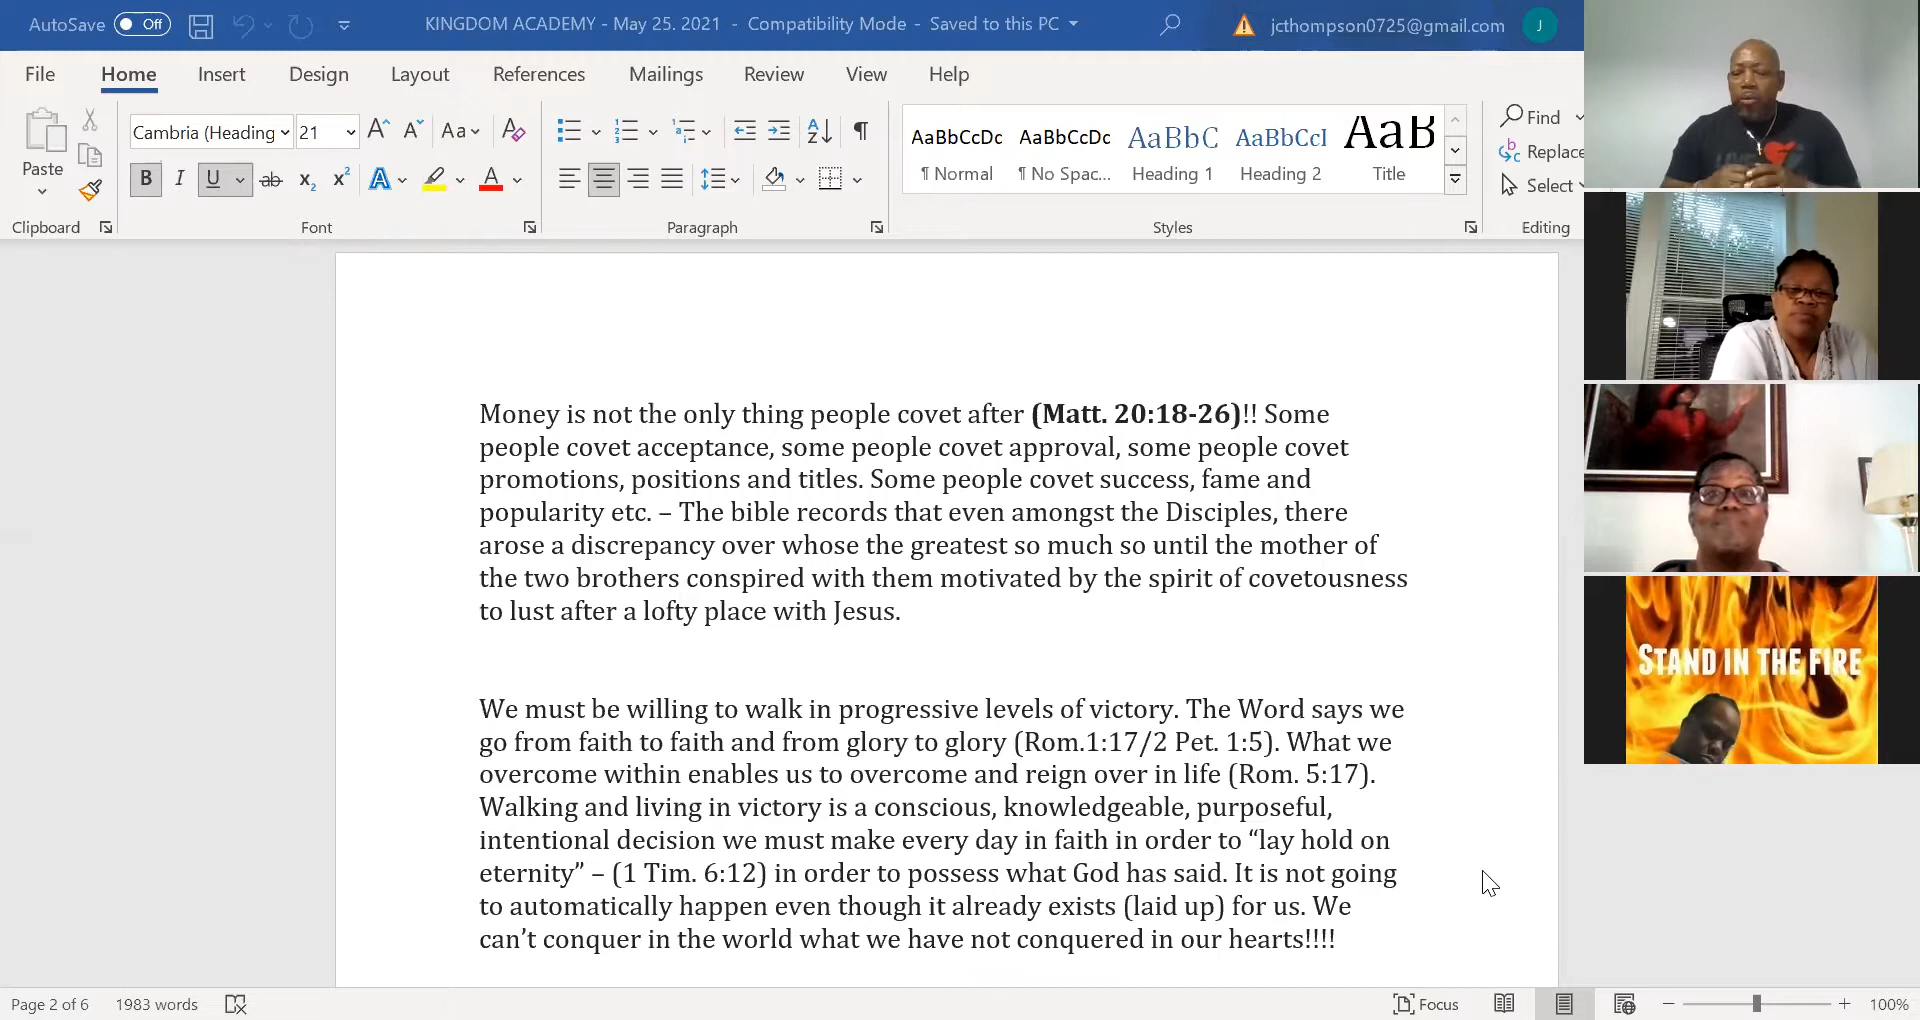 AutoSave Off KINGDOM ACADEMY - May 25. 2021 - Compatibility Mode - Saved to this PC jcthompson0725@gmail.com J
File Home Insert Design Layout References Mailings Review View Help
Cambria (Heading 21 Aa
Paste
B I U ab x₂ x² A A
AaBbCcDc AaBbCcDc AaBbC AaBbCcI AaB
¶ Normal ¶ No Spac... Heading 1 Heading 2 Title
Find
Replace
Select
Clipboard Font Paragraph Styles Editing
Money is not the only thing people covet after (Matt. 20:18-26)!! Some
people covet acceptance, some people covet approval, some people covet
promotions, positions and titles. Some people covet success, fame and
popularity etc. – The bible records that even amongst the Disciples, there
arose a discrepancy over whose the greatest so much so until the mother of
the two brothers conspired with them motivated by the spirit of covetousness
to lust after a lofty place with Jesus.
We must be willing to walk in progressive levels of victory. The Word says we
go from faith to faith and from glory to glory (Rom.1:17/2 Pet. 1:5). What we
overcome within enables us to overcome and reign over in life (Rom. 5:17).
Walking and living in victory is a conscious, knowledgeable, purposeful,
intentional decision we must make every day in faith in order to “lay hold on
eternity” – (1 Tim. 6:12) in order to possess what God has said. It is not going
to automatically happen even though it already exists (laid up) for us. We
can’t conquer in the world what we have not conquered in our hearts!!!!
STAND IN THE FIRE
Page 2 of 6 1983 words Focus 100%